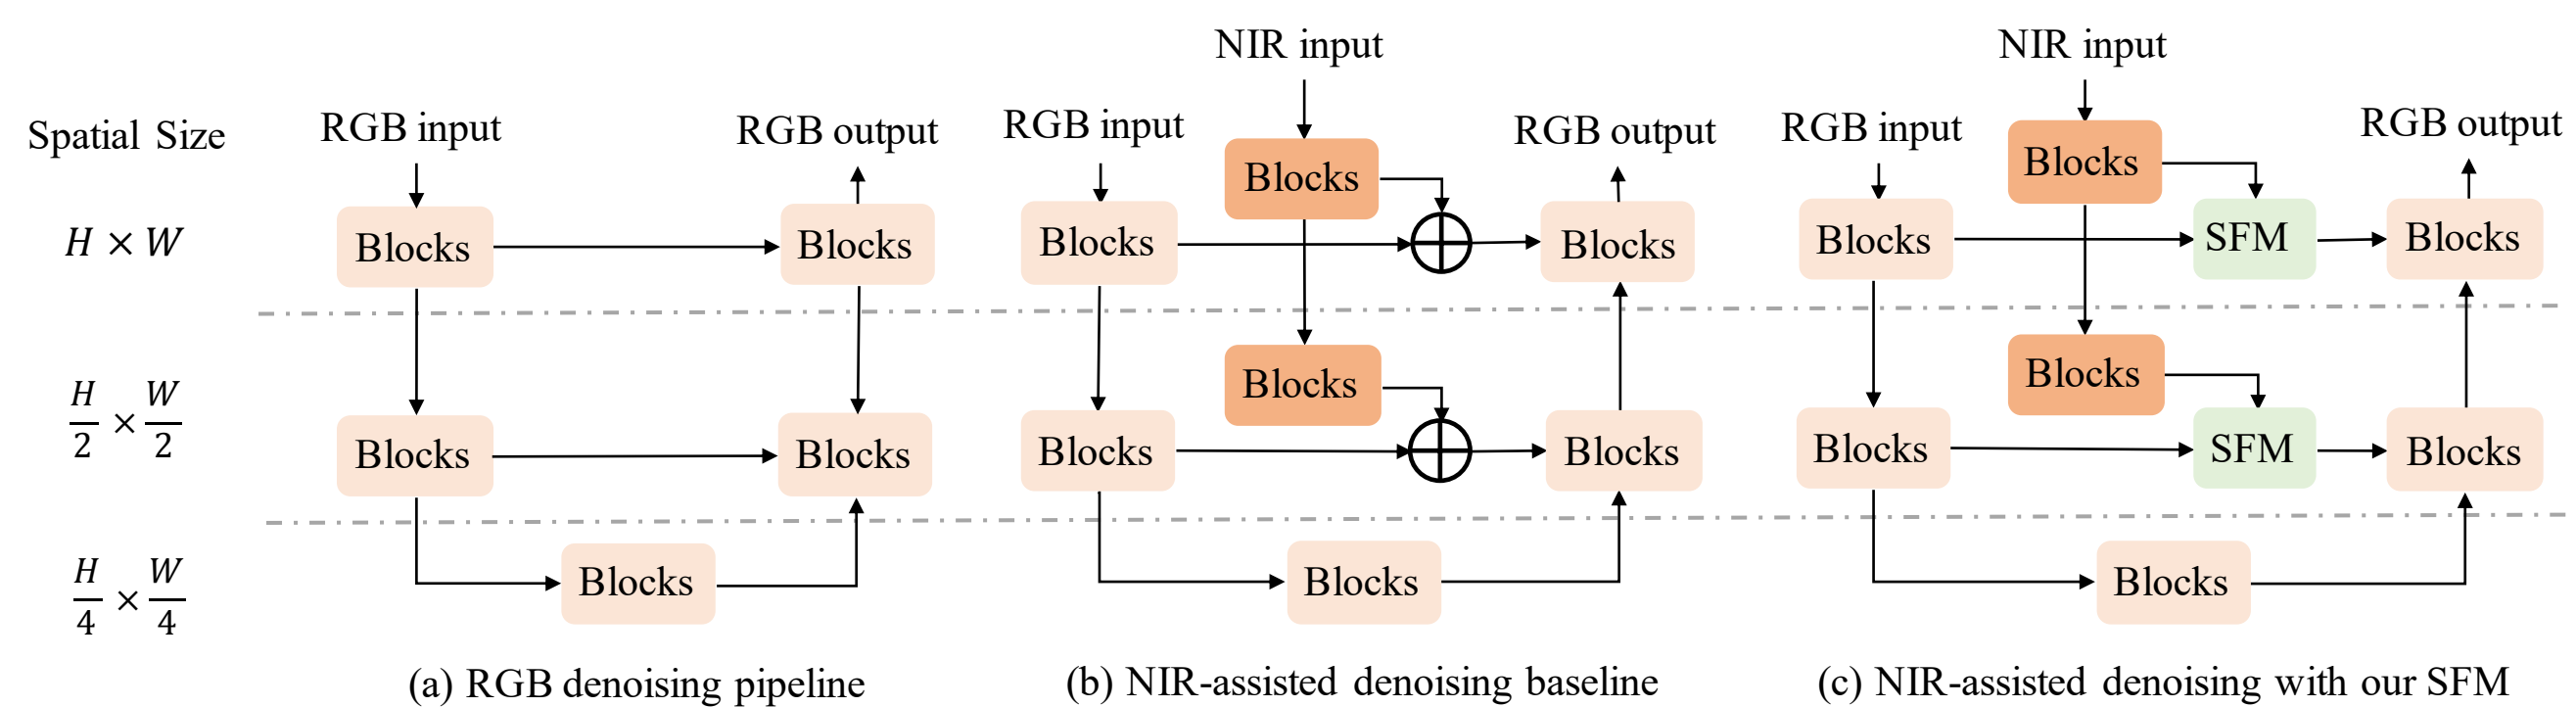 Spatial Size
H × W
H/2 × W/2
H/4 × W/4
RGB input
RGB output
Blocks
Blocks
Blocks
Blocks
Blocks
(a) RGB denoising pipeline
NIR input
RGB input
RGB output
Blocks
Blocks
Blocks
Blocks
Blocks
Blocks
Blocks
(b) NIR-assisted denoising baseline
NIR input
RGB input
RGB output
Blocks
Blocks
SFM
Blocks
Blocks
Blocks
SFM
Blocks
Blocks
(c) NIR-assisted denoising with our SFM